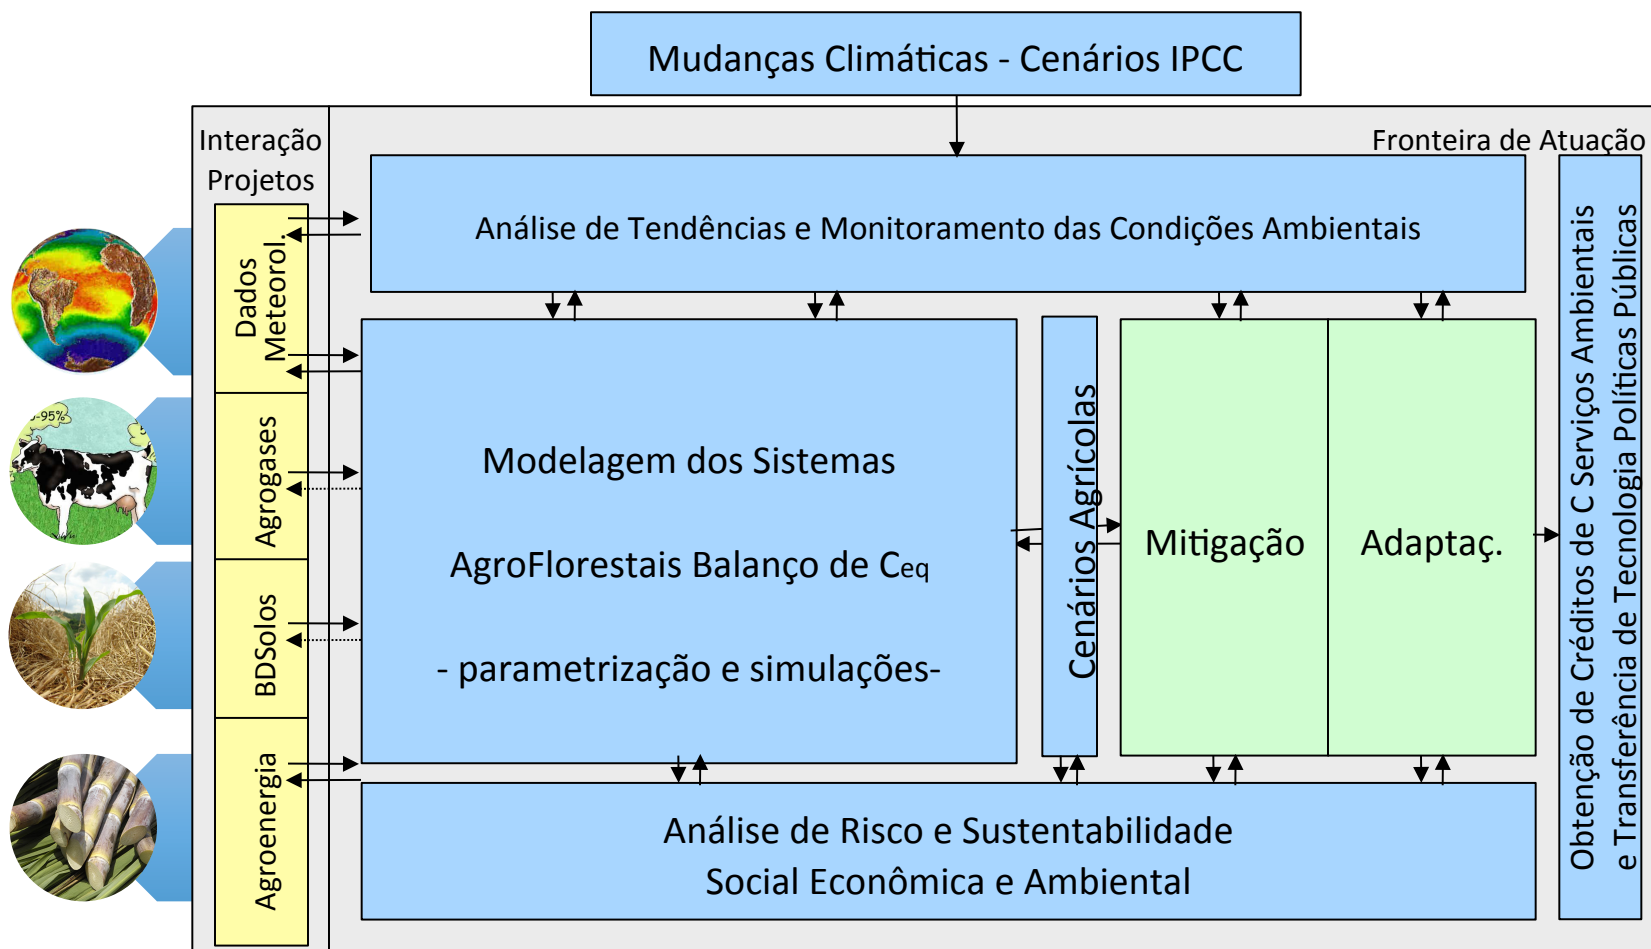 Mudanças Climáticas - Cenários IPCC
Interação
Projetos
Fronteira de Atuação
Dados
Meteorol.
Agrogases
BDSolos
Agroenergia
Análise de Tendências e Monitoramento das Condições Ambientais
Modelagem dos Sistemas
AgroFlorestais Balanço de Ceq
- parametrização e simulações-
Cenários Agrícolas
Mitigação
Adaptaç.
Análise de Risco e Sustentabilidade
Social Econômica e Ambiental
Obtenção de Créditos de C Serviços Ambientais
e Transferência de Tecnologia Políticas Públicas